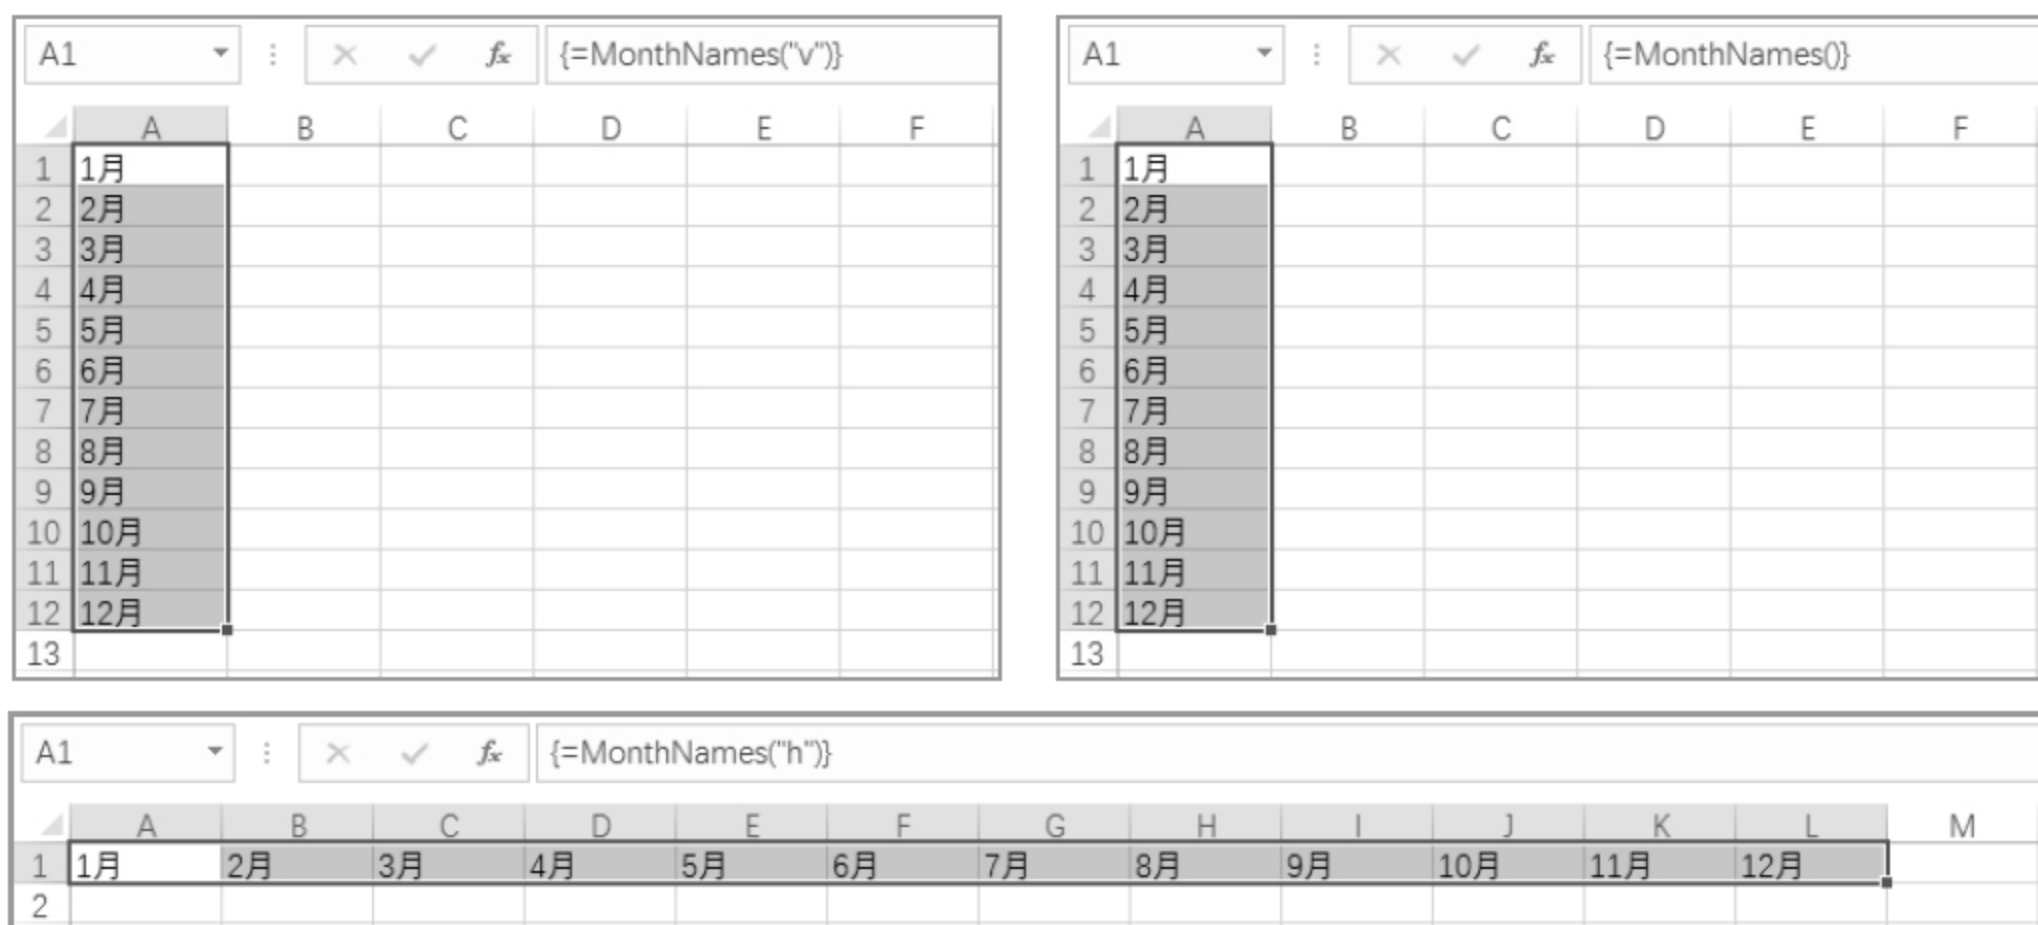 A1 fx {=MonthNames("v")}
A B C D E F
1 1月
2 2月
3 3月
4 4月
5 5月
6 6月
7 7月
8 8月
9 9月
10 10月
11 11月
12 12月
13
A1 fx {=MonthNames()}
A B C D E F
1 1月
2 2月
3 3月
4 4月
5 5月
6 6月
7 7月
8 8月
9 9月
10 10月
11 11月
12 12月
13
A1 fx {=MonthNames("h")}
A B C D E F G H I J K L M
1 1月 2月 3月 4月 5月 6月 7月 8月 9月 10月 11月 12月
2